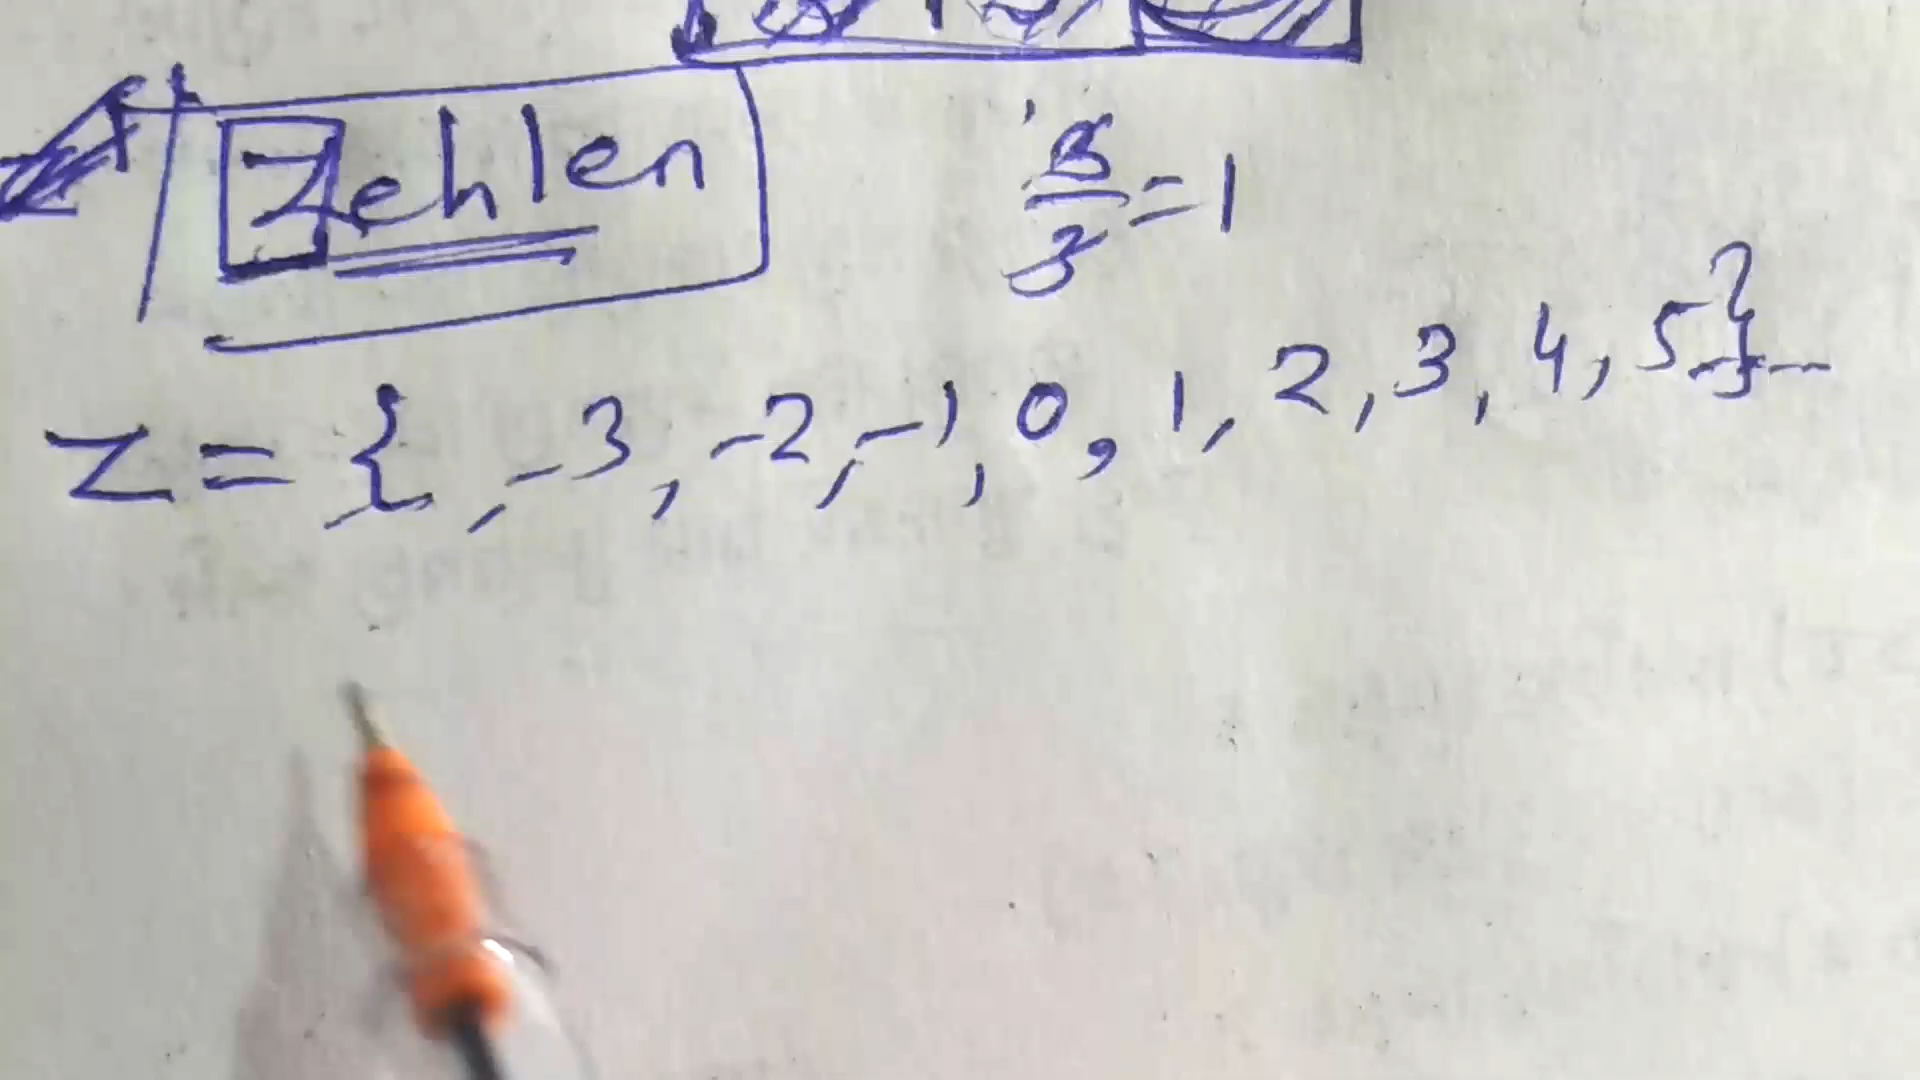 Zehlen
3/3 = 1
Z = { , -3, -2, -1, 0, 1, 2, 3, 4, 5 }---